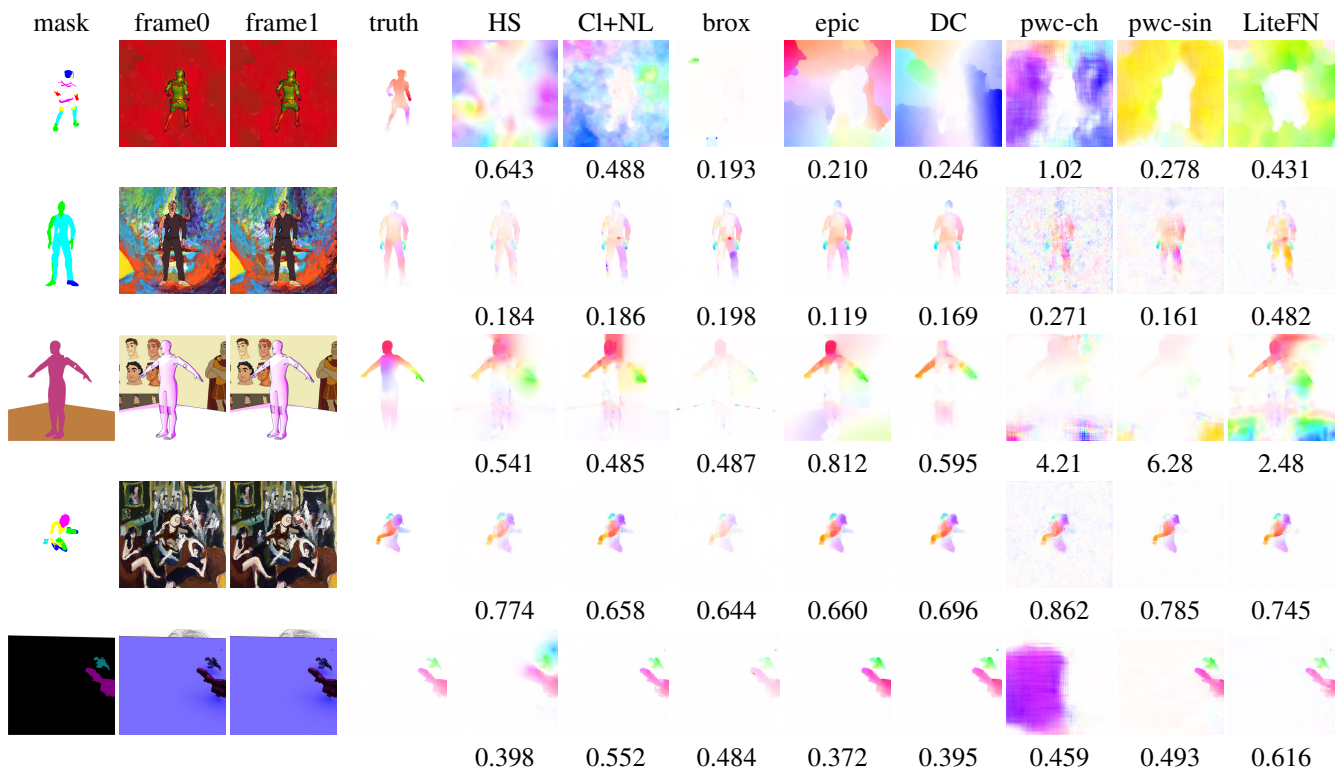 mask frame0 frame1 truth HS Cl+NL brox epic DC pwc-ch pwc-sin LiteFN
0.643 0.488 0.193 0.210 0.246 1.02 0.278 0.431
0.184 0.186 0.198 0.119 0.169 0.271 0.161 0.482
0.541 0.485 0.487 0.812 0.595 4.21 6.28 2.48
0.774 0.658 0.644 0.660 0.696 0.862 0.785 0.745
0.398 0.552 0.484 0.372 0.395 0.459 0.493 0.616